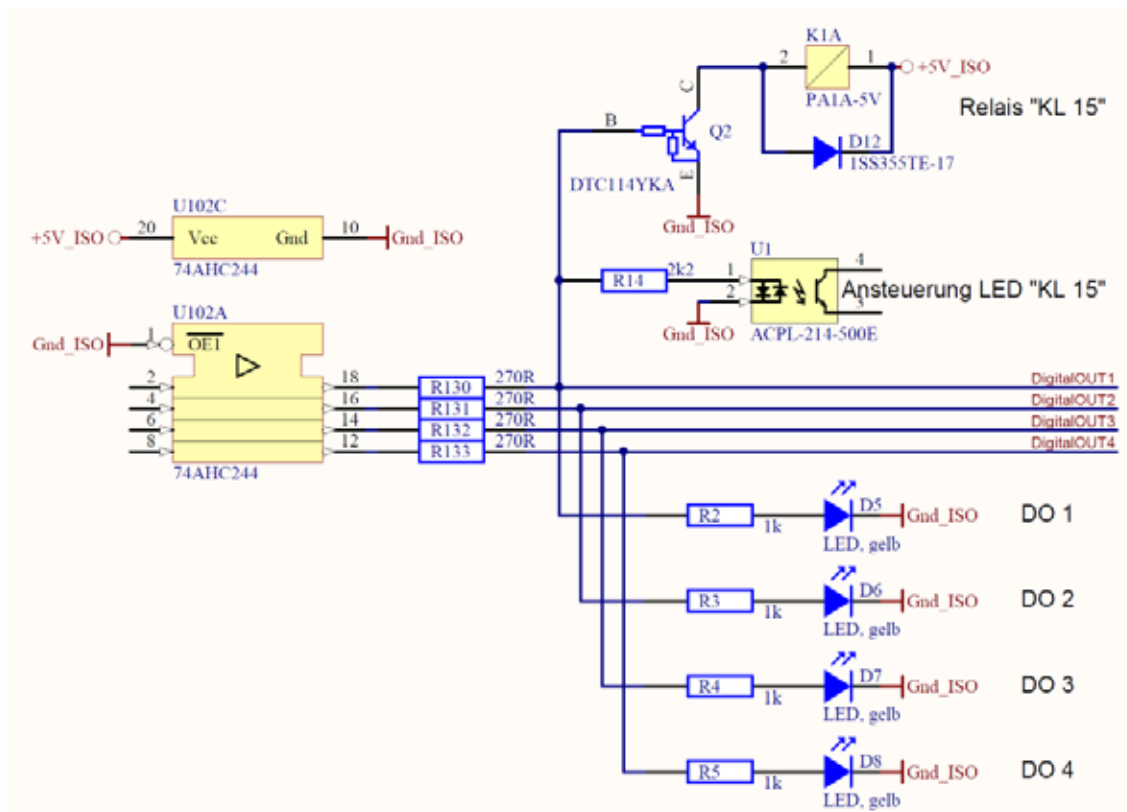 K1A
2
1
+5V_ISO
PA1A-5V
Relais "KL 15"
C
B
Q2
D12
1SS355TE-17
E
DTC114YKA
Gnd_ISO
U102C
+5V_ISO
20
Vcc
Gnd
10
Gnd_ISO
74AHC244
U1
R14
2k2
1
2
4
3
Ansteuerung LED "KL 15"
Gnd_ISO
ACPL-214-500E
U102A
Gnd_ISO
1
OE1
2
18
R130
270R
DigitalOUT1
4
16
R131
270R
DigitalOUT2
6
14
R132
270R
DigitalOUT3
8
12
R133
270R
DigitalOUT4
74AHC244
R2
1k
D5
Gnd_ISO
DO 1
LED, gelb
R3
1k
D6
Gnd_ISO
DO 2
LED, gelb
R4
1k
D7
Gnd_ISO
DO 3
LED, gelb
R5
1k
D8
Gnd_ISO
DO 4
LED, gelb